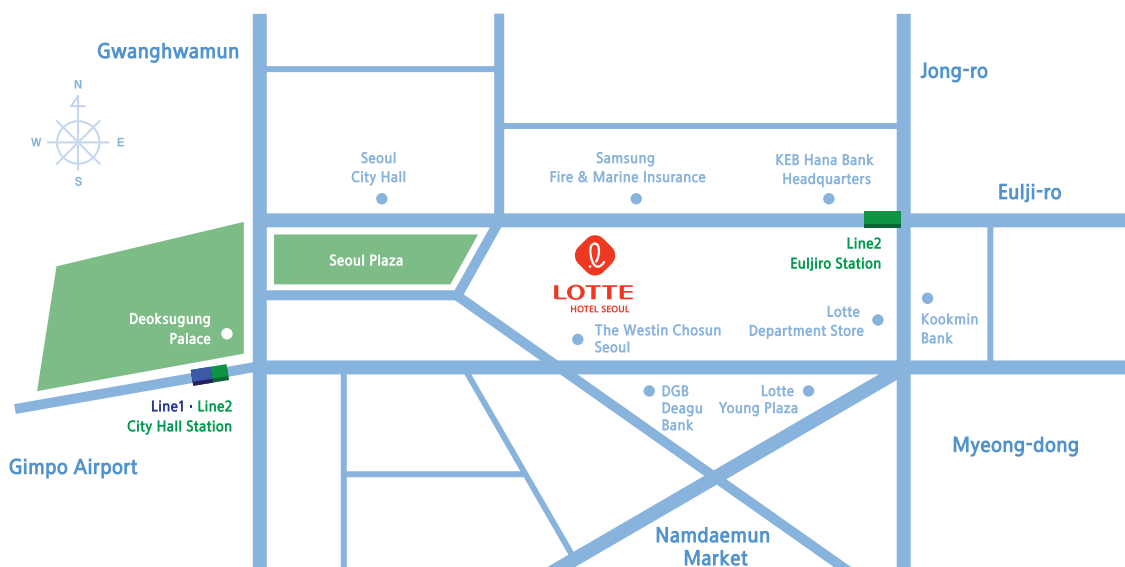 Gwanghwamun
N
W
E
S
Jong-ro
Seoul
City Hall
Samsung
Fire & Marine Insurance
KEB Hana Bank
Headquarters
Eulji-ro
Line2
Euljiro Station
Seoul Plaza
LOTTE
HOTEL SEOUL
Deoksugung
Palace
The Westin Chosun
Seoul
Lotte
Department Store
Kookmin
Bank
Line1 · Line2
City Hall Station
DGB
Deagu
Bank
Lotte
Young Plaza
Gimpo Airport
Myeong-dong
Namdaemun
Market